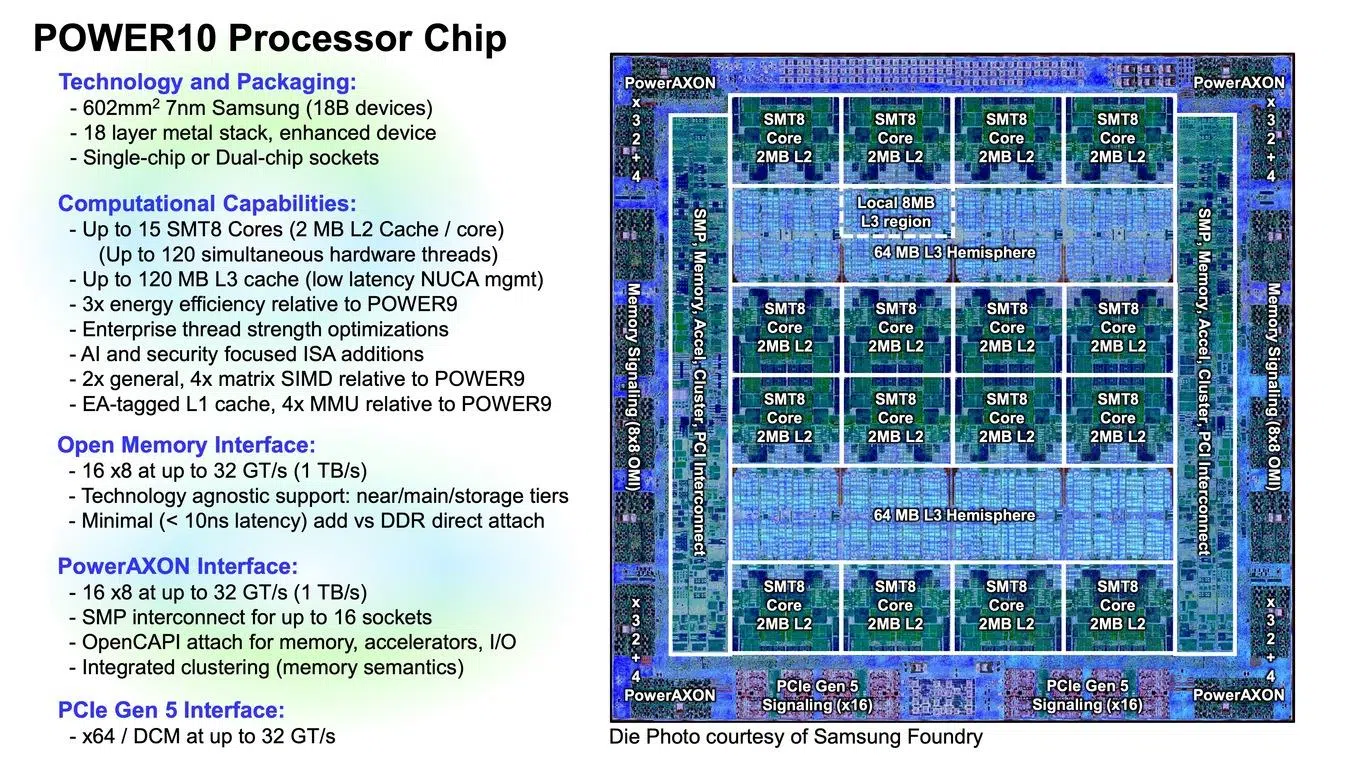 POWER10 Processor Chip
Technology and Packaging:
- 602mm² 7nm Samsung (18B devices)
- 18 layer metal stack, enhanced device
- Single-chip or Dual-chip sockets
Computational Capabilities:
- Up to 15 SMT8 Cores (2 MB L2 Cache / core)
(Up to 120 simultaneous hardware threads)
- Up to 120 MB L3 cache (low latency NUCA mgmt)
- 3x energy efficiency relative to POWER9
- Enterprise thread strength optimizations
- AI and security focused ISA additions
- 2x general, 4x matrix SIMD relative to POWER9
- EA-tagged L1 cache, 4x MMU relative to POWER9
Open Memory Interface:
- 16 x8 at up to 32 GT/s (1 TB/s)
- Technology agnostic support: near/main/storage tiers
- Minimal (< 10ns latency) add vs DDR direct attach
PowerAXON Interface:
- 16 x8 at up to 32 GT/s (1 TB/s)
- SMP interconnect for up to 16 sockets
- OpenCAPI attach for memory, accelerators, I/O
- Integrated clustering (memory semantics)
PCIe Gen 5 Interface:
- x64 / DCM at up to 32 GT/s
PowerAXON
x32+4
PowerAXON
x32+4
SMT8
Core
2MB L2
SMT8
Core
2MB L2
SMT8
Core
2MB L2
SMT8
Core
2MB L2
Local 8MB
L3 region
64 MB L3 Hemisphere
Memory Signaling (8x8 OMI)
SMP, Memory, Accel, Cluster, PCI Interconnect
SMT8
Core
2MB L2
SMT8
Core
2MB L2
SMT8
Core
2MB L2
SMT8
Core
2MB L2
SMP, Memory, Accel, Cluster, PCI Interconnect
Memory Signaling (8x8 OMI)
SMT8
Core
2MB L2
SMT8
Core
2MB L2
SMT8
Core
2MB L2
SMT8
Core
2MB L2
64 MB L3 Hemisphere
SMT8
Core
2MB L2
SMT8
Core
2MB L2
SMT8
Core
2MB L2
SMT8
Core
2MB L2
x32+4
PowerAXON
PCIe Gen 5
Signaling (x16)
PCIe Gen 5
Signaling (x16)
x32+4
PowerAXON
Die Photo courtesy of Samsung Foundry